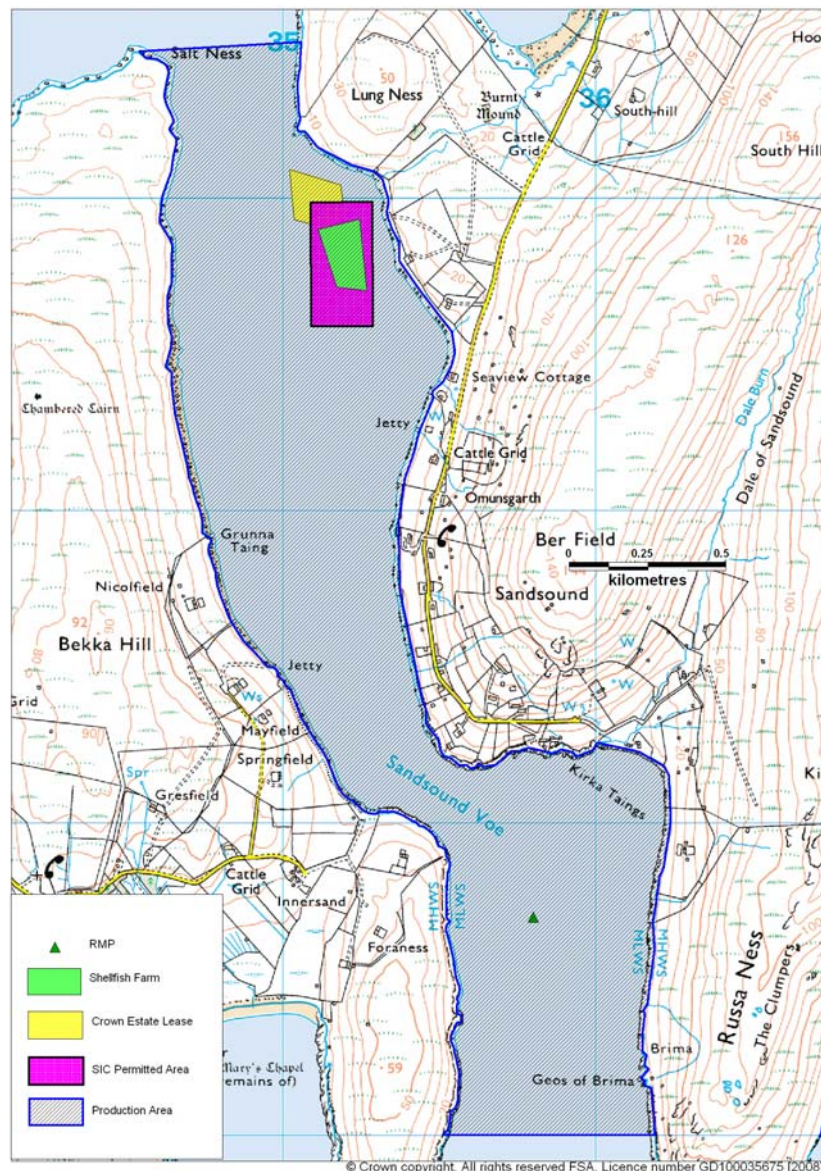 Salt Ness
35
50
Lung Ness
Burnt
Mound
36
Cattle
Grid
South-hill
Hoo
156
South Hill
126
Seaview Cottage
Jetty
Cattle Grid
Omunsgarth
Dale Burn
Dale of Sandsound
Chambered Cairn
Grunna
Taing
Ber Field
0 0.25 0.5
kilometres
Sandsound
Nicolfield
92
Bekka Hill
Jetty
Grid
Ws
Mayfield
Springfield
Spr
Gresfield
Sandsound Voe
Kirka Taings
Cattle
Grid
Innersand
MHWS
MLWS
Foraness
MLWS
MHWS
Russa Ness
The Clumpers
Brima
Geos of Brima
59
RMP
Shellfish Farm
Crown Estate Lease
SIC Permitted Area
Production Area
Mary's Chapel
(remains of)
© Crown copyright. All rights reserved FSA. Licence number GD100035675 [2008]